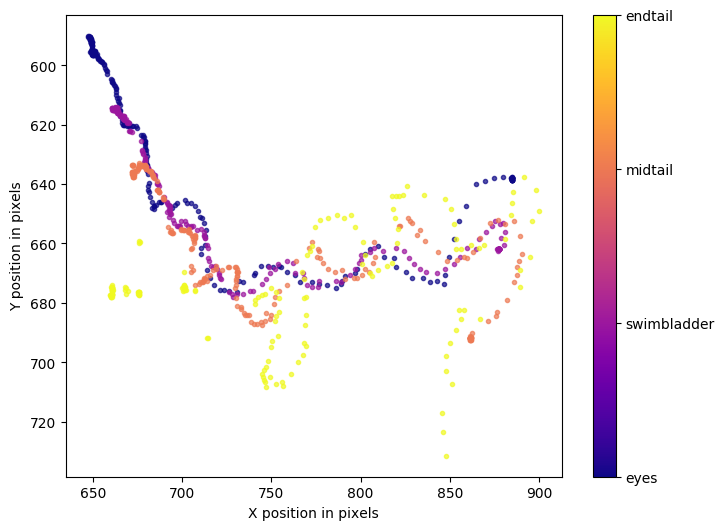 600
620
640
660
680
700
720
Y position in pixels
650
700
750
800
850
900
X position in pixels
endtail
midtail
swimbladder
eyes